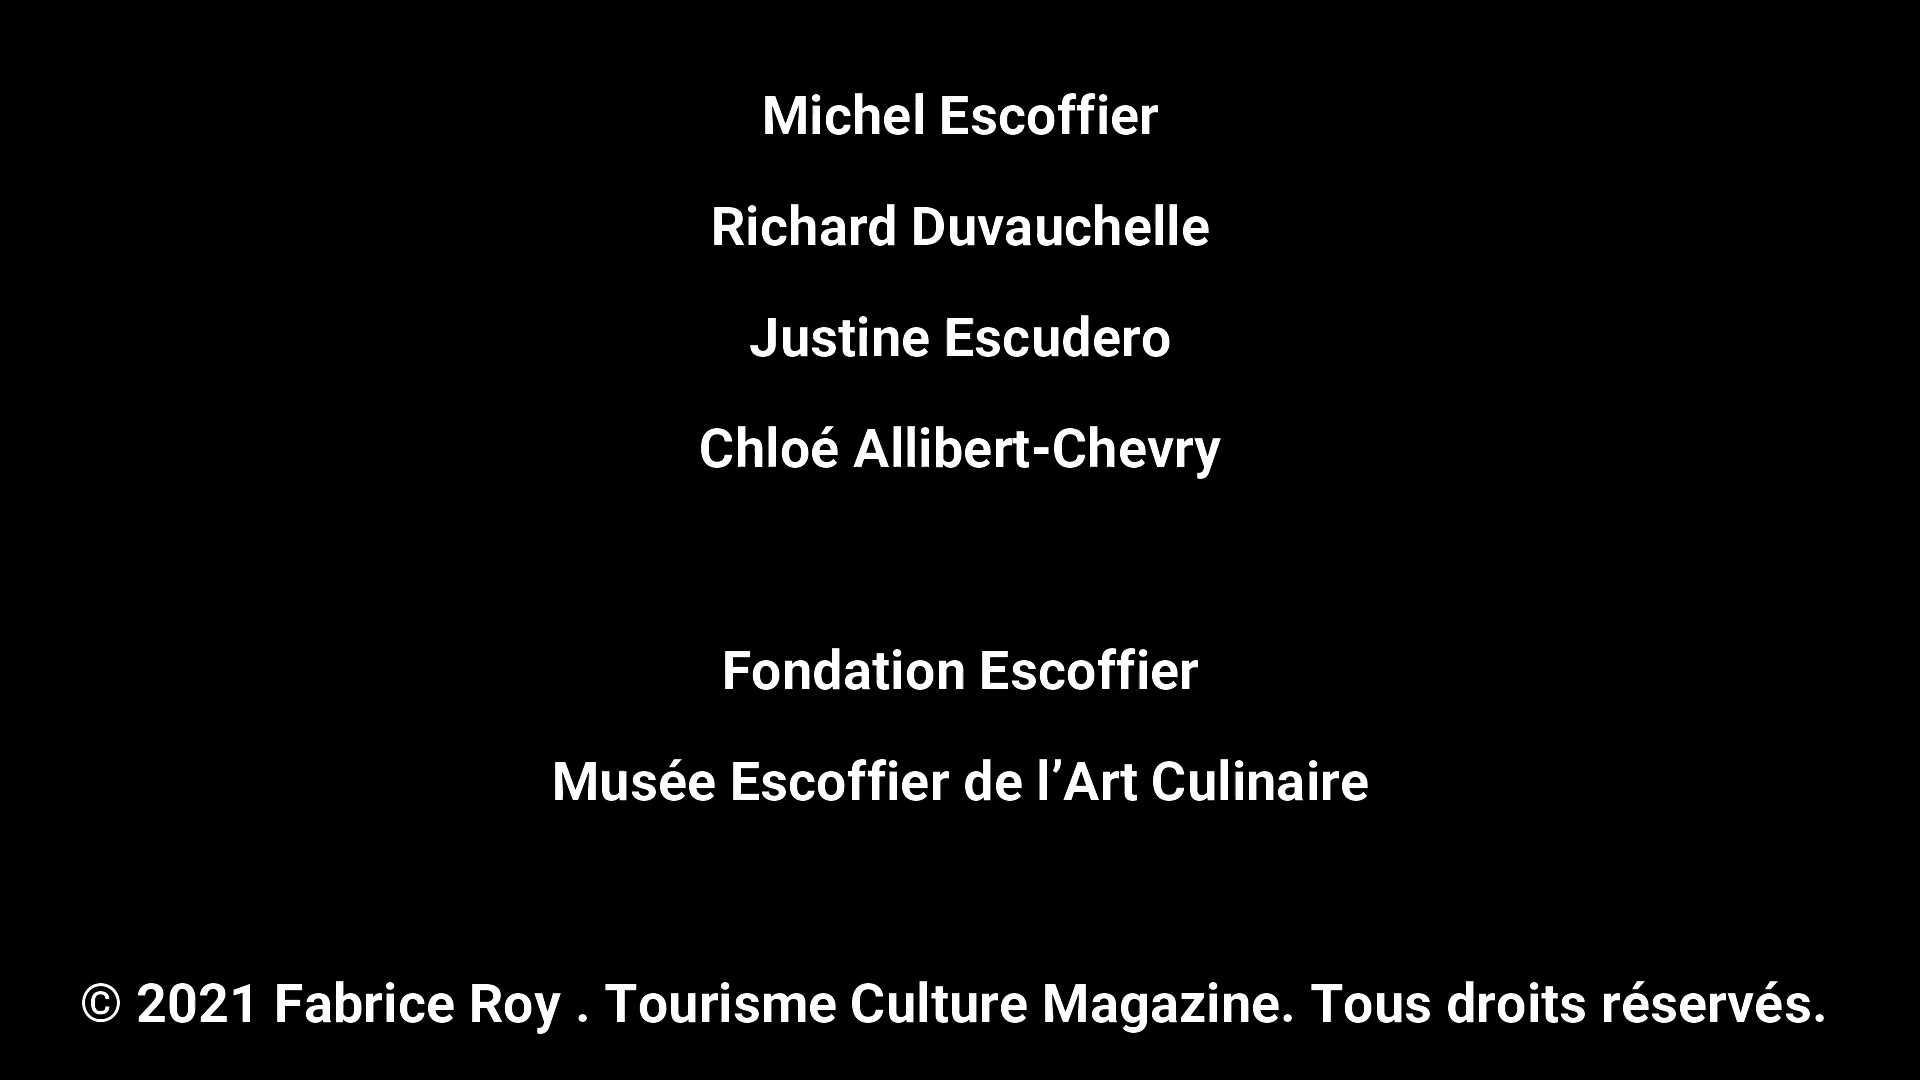 Michel Escoffier
Richard Duvauchelle
Justine Escudero
Chloé Allibert-Chevry
Fondation Escoffier
Musée Escoffier de l’Art Culinaire
© 2021 Fabrice Roy . Tourisme Culture Magazine. Tous droits réservés.